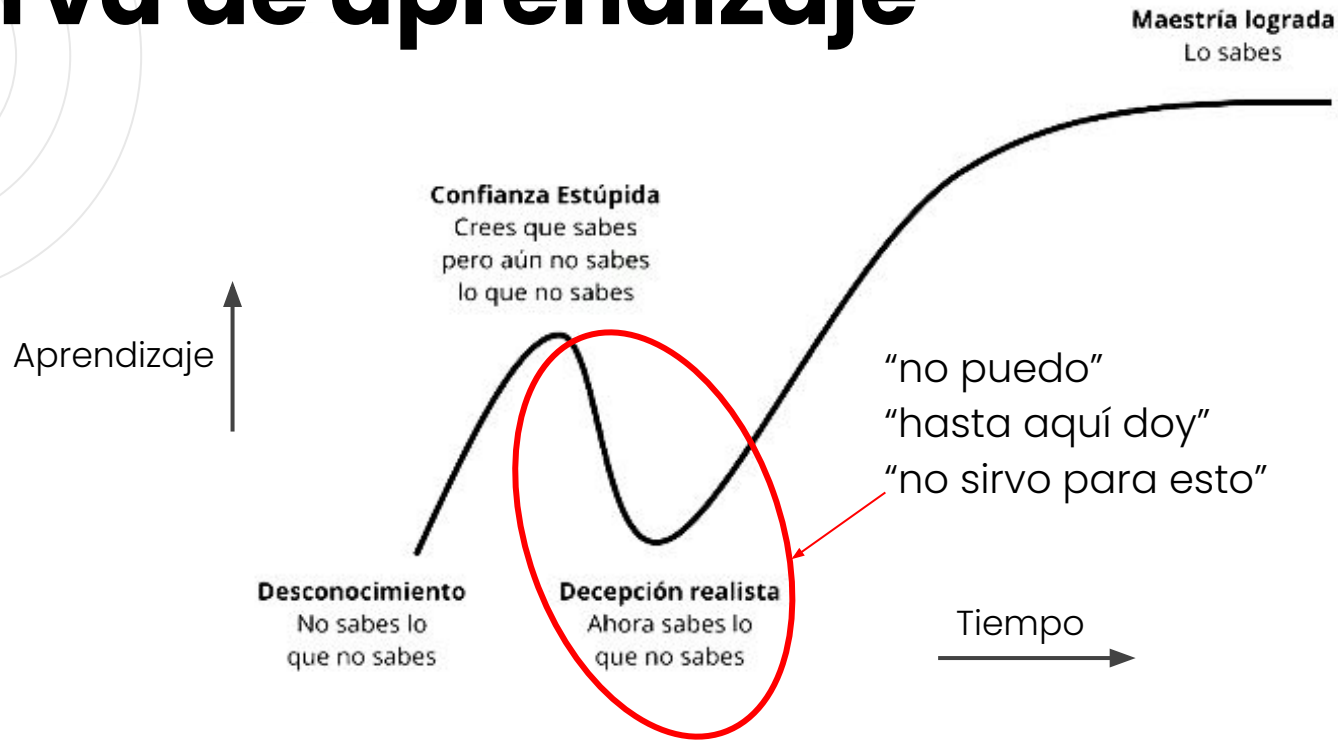 rva de aprendizaje
Maestría lograda
Lo sabes
Confianza Estúpida
Crees que sabes
pero aún no sabes
lo que no sabes
Aprendizaje
“no puedo”
“hasta aquí doy”
“no sirvo para esto”
Desconocimiento
No sabes lo
que no sabes
Decepción realista
Ahora sabes lo
que no sabes
Tiempo